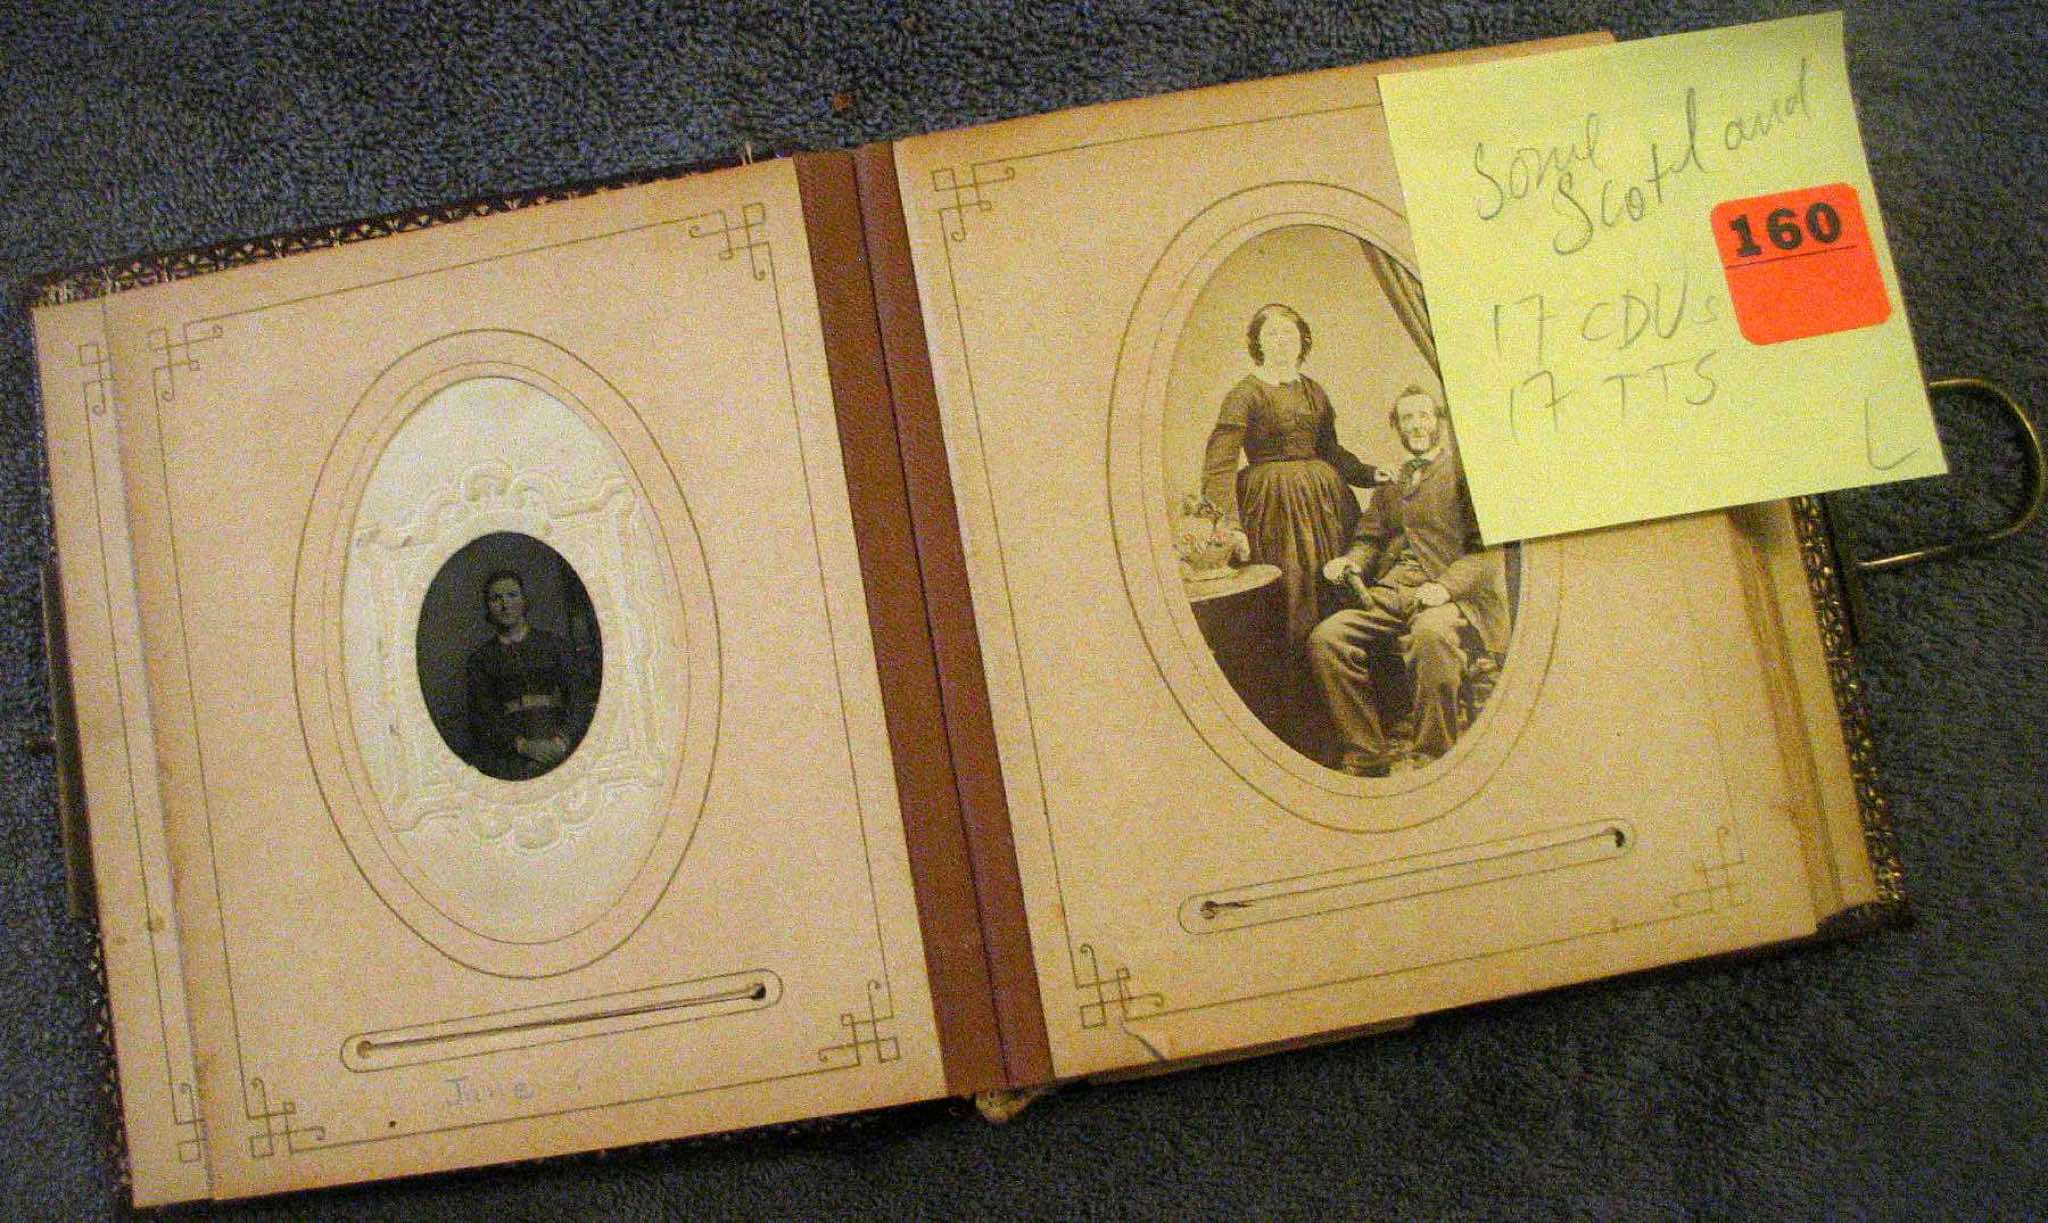 Some
Scotland
160
17 CDVs
17 TTS
L
Jane